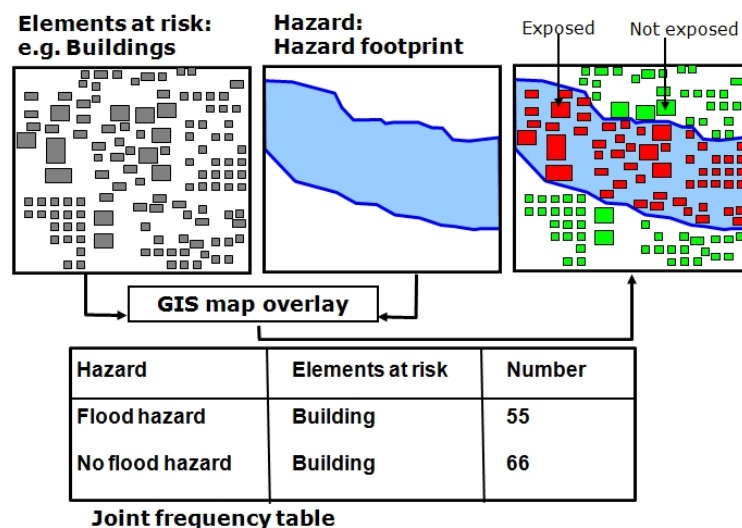 Elements at risk:
e.g. Buildings
Hazard:
Hazard footprint
Exposed
Not exposed
GIS map overlay
Hazard Elements at risk Number
Flood hazard Building 55
No flood hazard Building 66
Joint frequency table